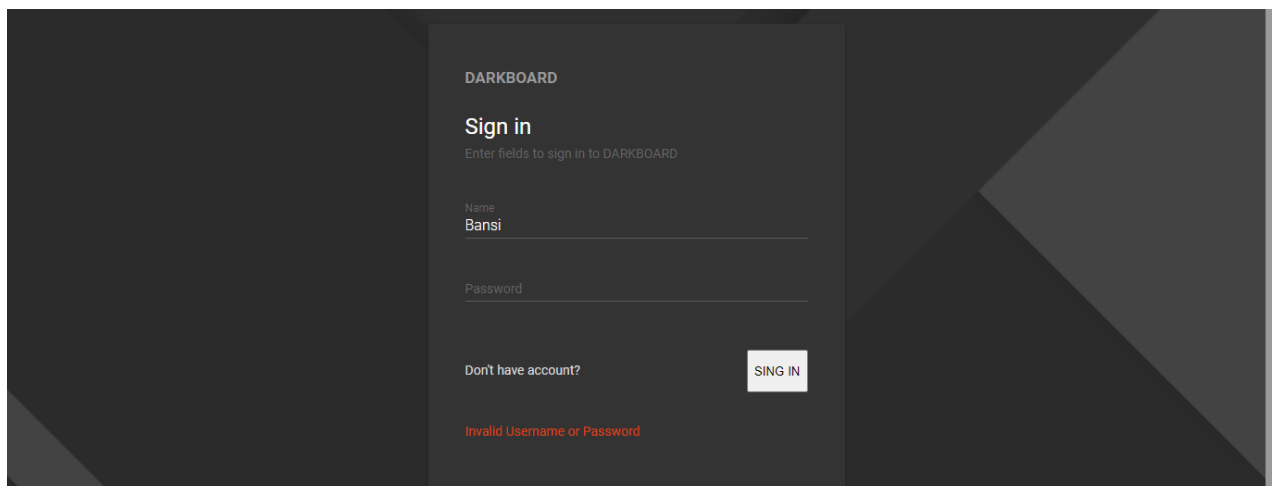 DARKBOARD
Sign in
Enter fields to sign in to DARKBOARD
Name
Bansi
Password
Don't have account?
SING IN
Invalid Username or Password